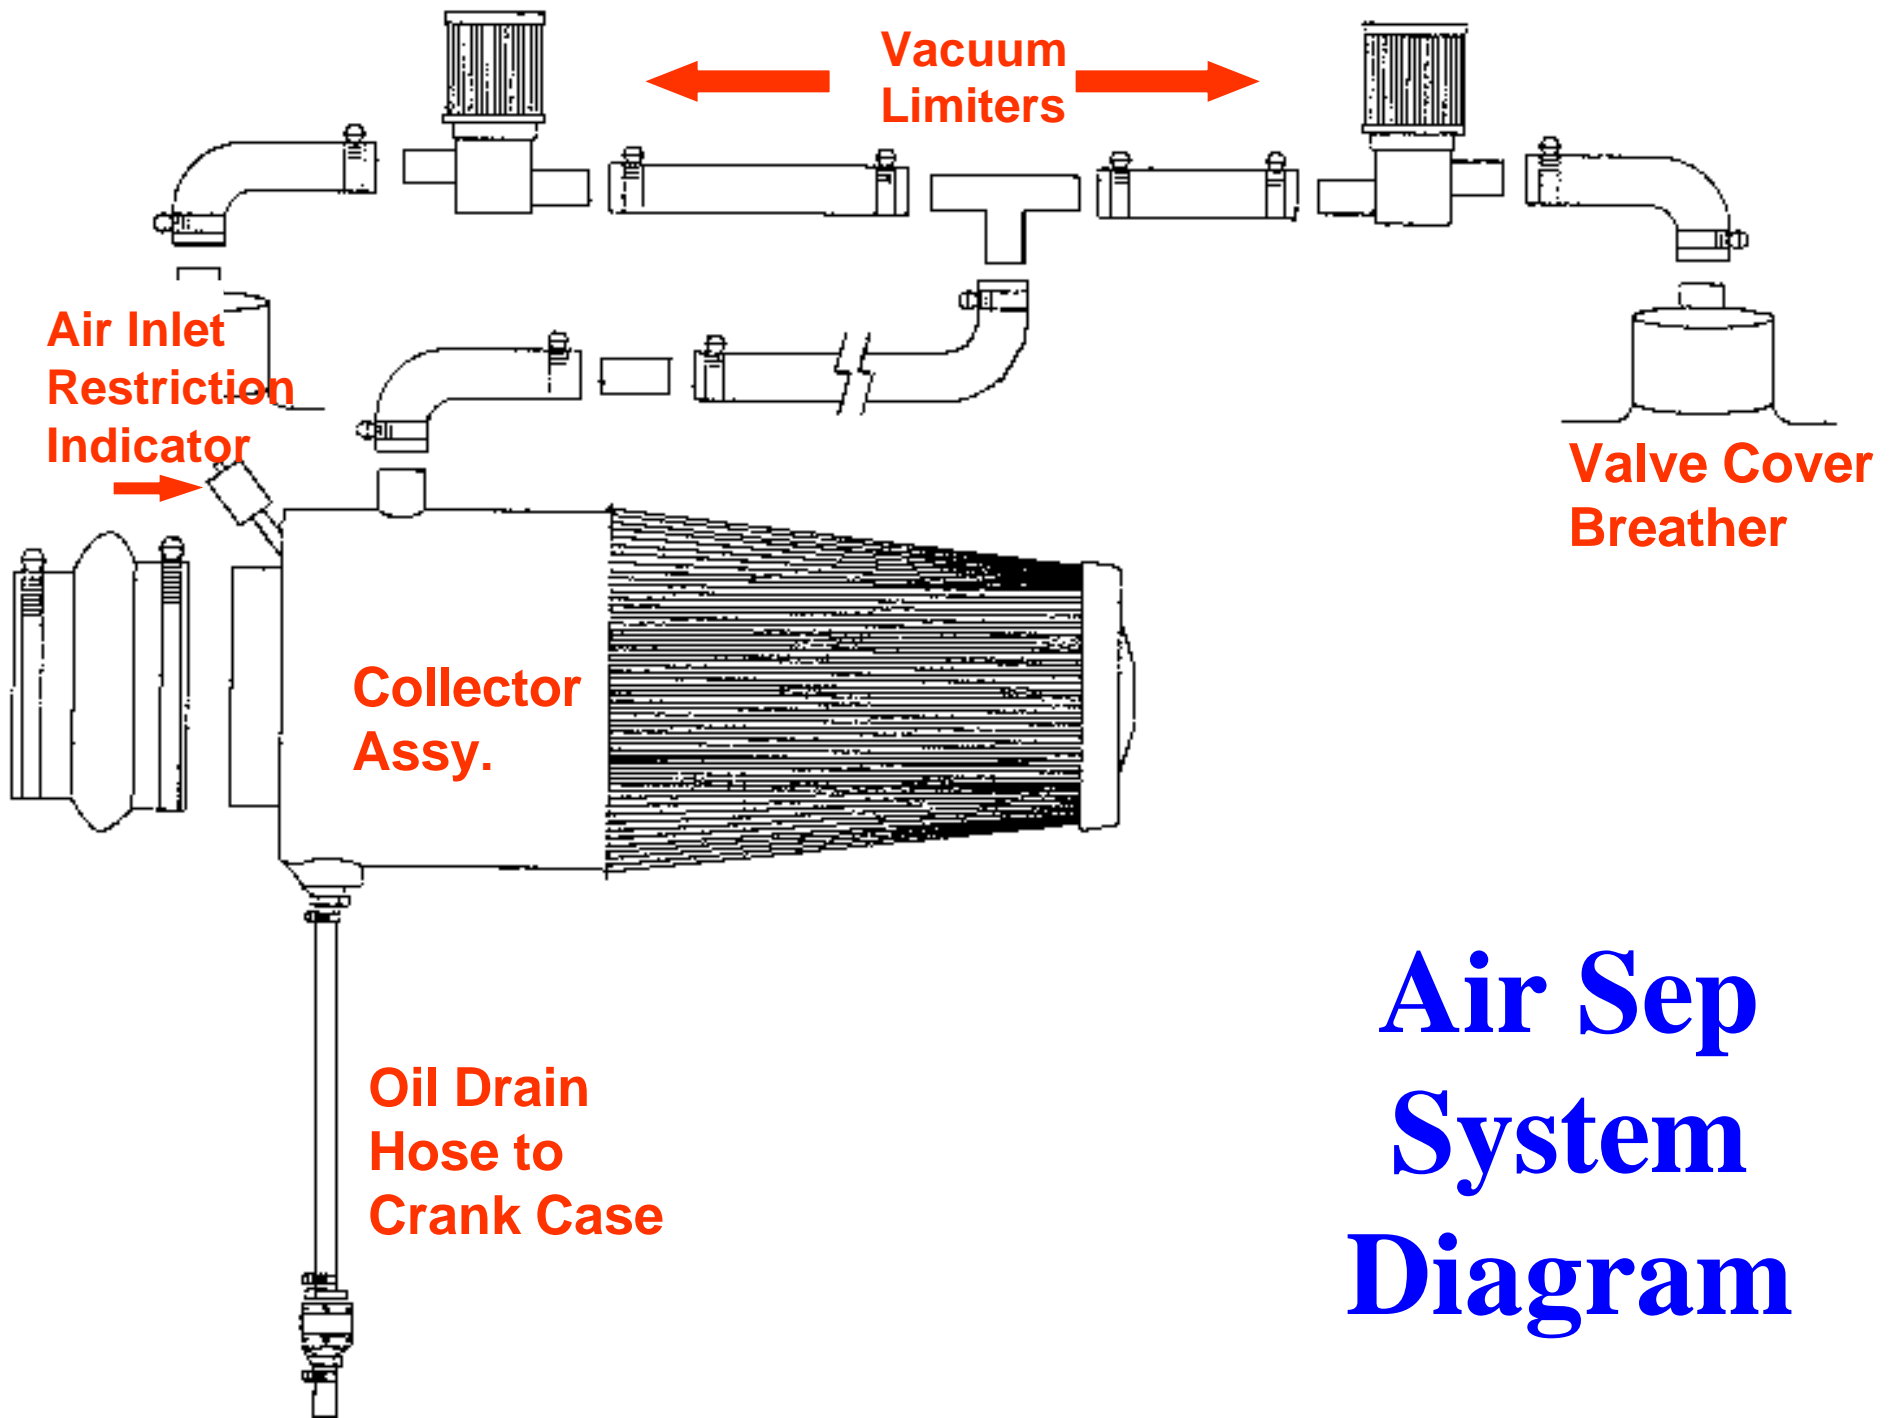 Vacuum
Limiters
Air Inlet
Restriction
Indicator
Valve Cover
Breather
Collector
Assy.
Oil Drain
Hose to
Crank Case
Air Sep
System
Diagram